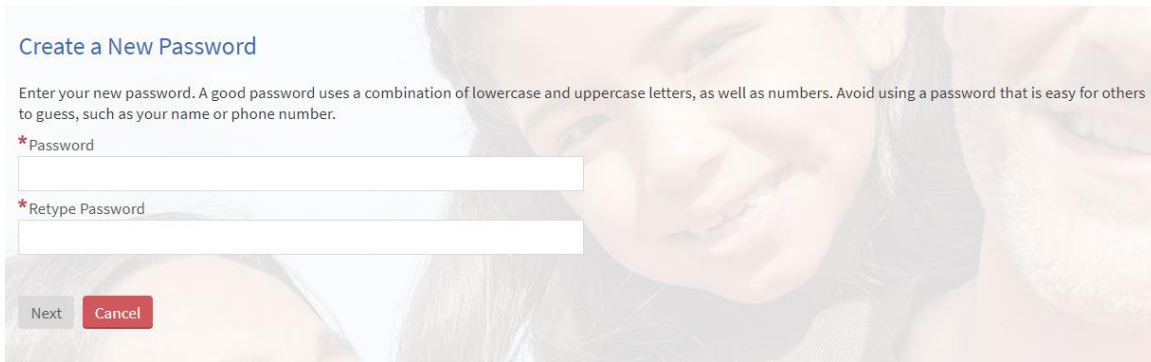 Create a New Password
Enter your new password. A good password uses a combination of lowercase and uppercase letters, as well as numbers. Avoid using a password that is easy for others
to guess, such as your name or phone number.
*Password
*Retype Password
Next Cancel